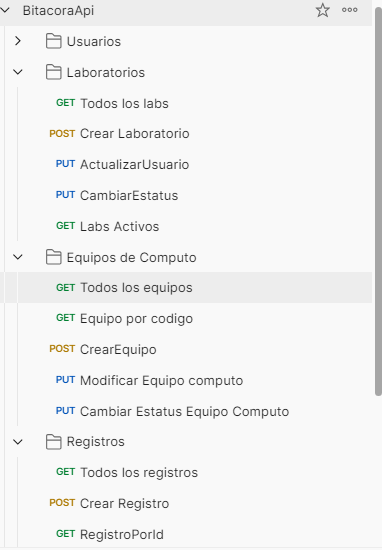 BitacoraApi
Usuarios
Laboratorios
GET Todos los labs
POST Crear Laboratorio
PUT ActualizarUsuario
PUT CambiarEstatus
GET Labs Activos
Equipos de Computo
GET Todos los equipos
GET Equipo por codigo
POST CrearEquipo
PUT Modificar Equipo computo
PUT Cambiar Estatus Equipo Computo
Registros
GET Todos los registros
POST Crear Registro
GET RegistroPorId